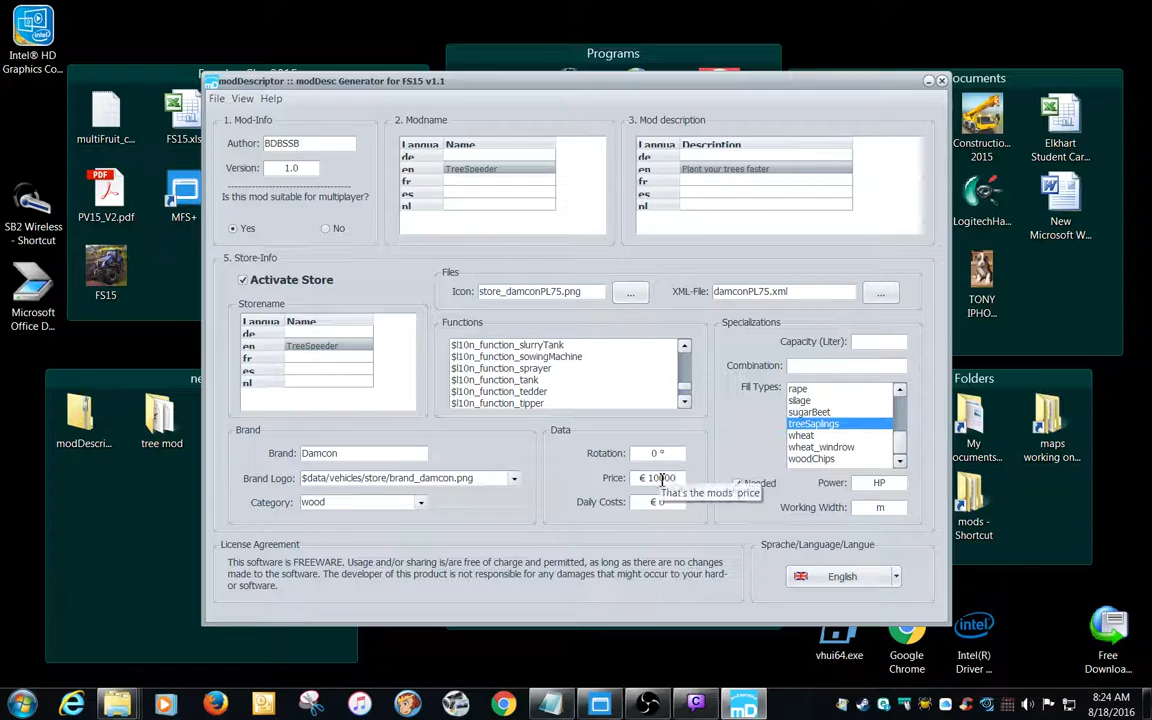 Intel® HD
Graphics Co...
multiFruit_c...
FS15.xls
PDF
PV15_V2.pdf
MFS+
SB2 Wireless
- Shortcut
FS15
Microsoft
Office D...
Programs
ocuments
Construction...
2015
Elkhart
Student Car...
LogitechHa...
New
Microsoft W...
TONY
IPHO...
modDescriptor :: modDesc Generator for FS15 v1.1
File View Help
1. Mod-Info
Author: BDBSSB
Version: 1.0
Is this mod suitable for multiplayer?
Yes No
2. Modname
Langua Name
de
en TreeSpeeder
fr
es
nl
3. Mod description
Langua Description
de
en Plant your trees faster
fr
es
nl
5. Store-Info
Activate Store
Files
Icon: store_damconPL75.png ... XML-File: damconPL75.xml ...
Storename
Langua Name
de
en TreeSpeeder
fr
es
nl
Functions
$l10n_function_slurryTank
$l10n_function_sowingMachine
$l10n_function_sprayer
$l10n_function_tank
$l10n_function_tedder
$l10n_function_tipper
Specializations
Capacity (Liter):
Combination:
Fill Types:
rape
silage
sugarBeet
treeSaplings
wheat
wheat_windrow
woodChips
Needed Power: HP
Working Width: m
Brand
Brand: Damcon
Brand Logo: $data/vehicles/store/brand_damcon.png
Category: wood
Data
Rotation: 0 °
Price: € 10000
That's the mods' price
Daily Costs: € 0
License Agreement
This software is FREEWARE. Usage and/or sharing is/are free of charge and permitted, as long as there are no changes
made to the software. The developer of this product is not responsible for any damages that might occur to your hard-
or software.
Sprache/Language/Langue
English
ne
modDescri...
tree mod
Folders
My
Documents
maps
working on...
mods -
Shortcut
vhui64.exe
Google
Chrome
Intel(R)
Driver ...
Free
Downloa...
mD
8:24 AM
8/18/2016